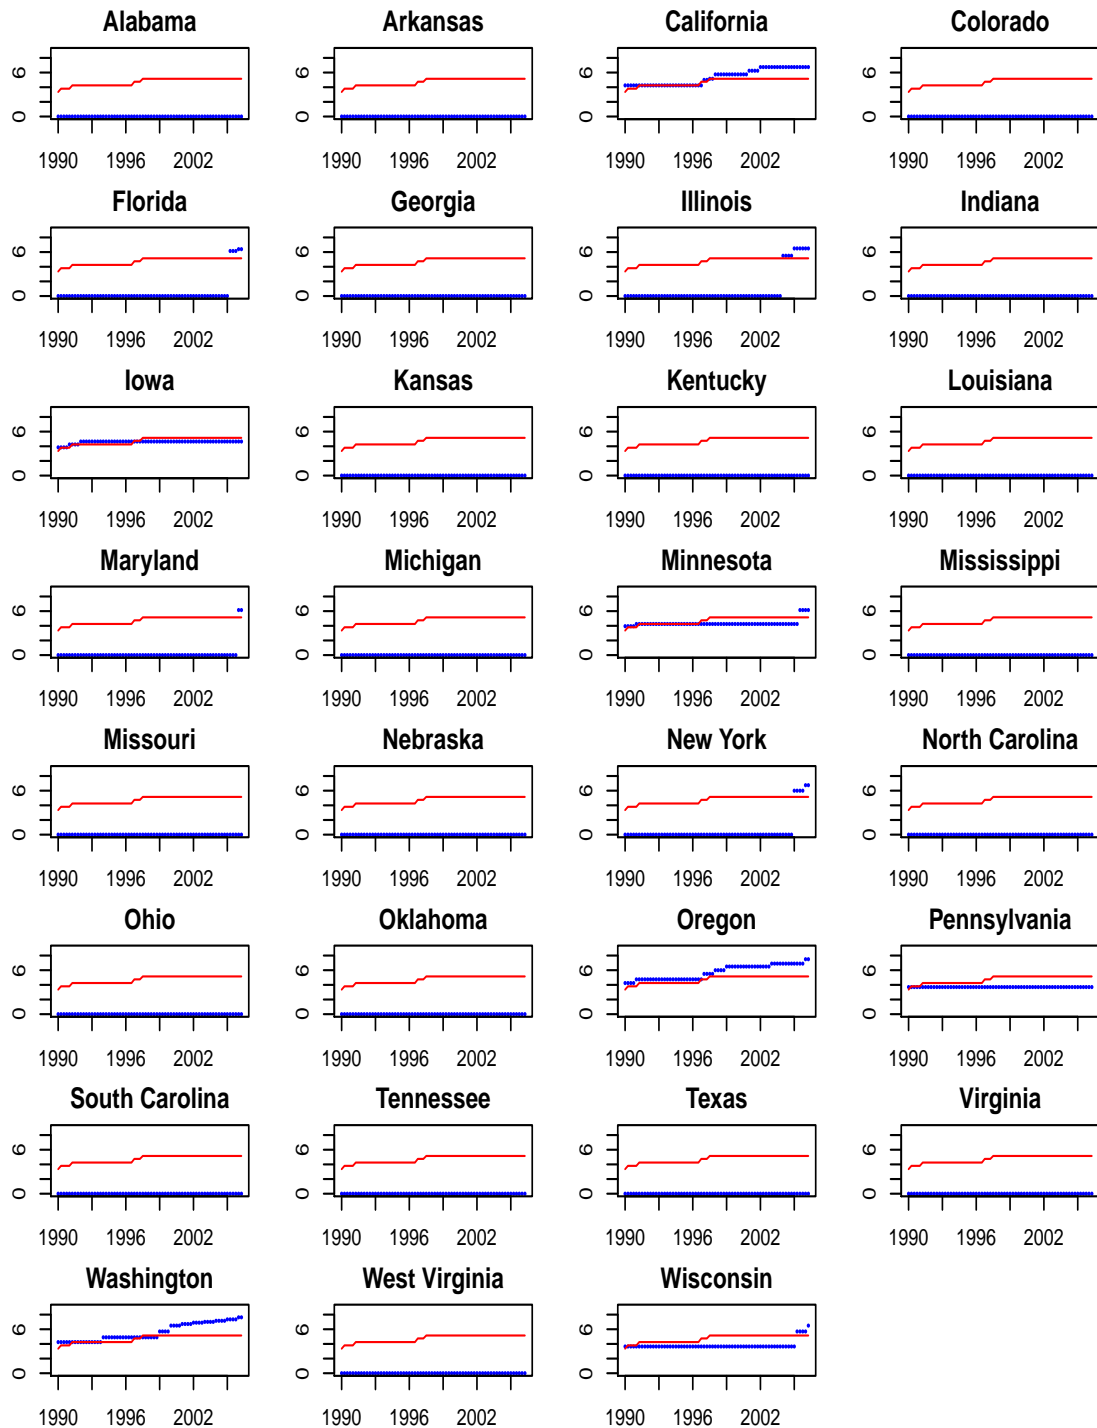 Alabama Arkansas California Colorado
0 6 0 6 0 6 0 6
1990 1996 2002 1990 1996 2002 1990 1996 2002 1990 1996 2002
Florida Georgia Illinois Indiana
0 6 0 6 0 6 0 6
1990 1996 2002 1990 1996 2002 1990 1996 2002 1990 1996 2002
Iowa Kansas Kentucky Louisiana
0 6 0 6 0 6 0 6
1990 1996 2002 1990 1996 2002 1990 1996 2002 1990 1996 2002
Maryland Michigan Minnesota Mississippi
0 6 0 6 0 6 0 6
1990 1996 2002 1990 1996 2002 1990 1996 2002 1990 1996 2002
Missouri Nebraska New York North Carolina
0 6 0 6 0 6 0 6
1990 1996 2002 1990 1996 2002 1990 1996 2002 1990 1996 2002
Ohio Oklahoma Oregon Pennsylvania
0 6 0 6 0 6 0 6
1990 1996 2002 1990 1996 2002 1990 1996 2002 1990 1996 2002
South Carolina Tennessee Texas Virginia
0 6 0 6 0 6 0 6
1990 1996 2002 1990 1996 2002 1990 1996 2002 1990 1996 2002
Washington West Virginia Wisconsin
0 6 0 6 0 6
1990 1996 2002 1990 1996 2002 1990 1996 2002